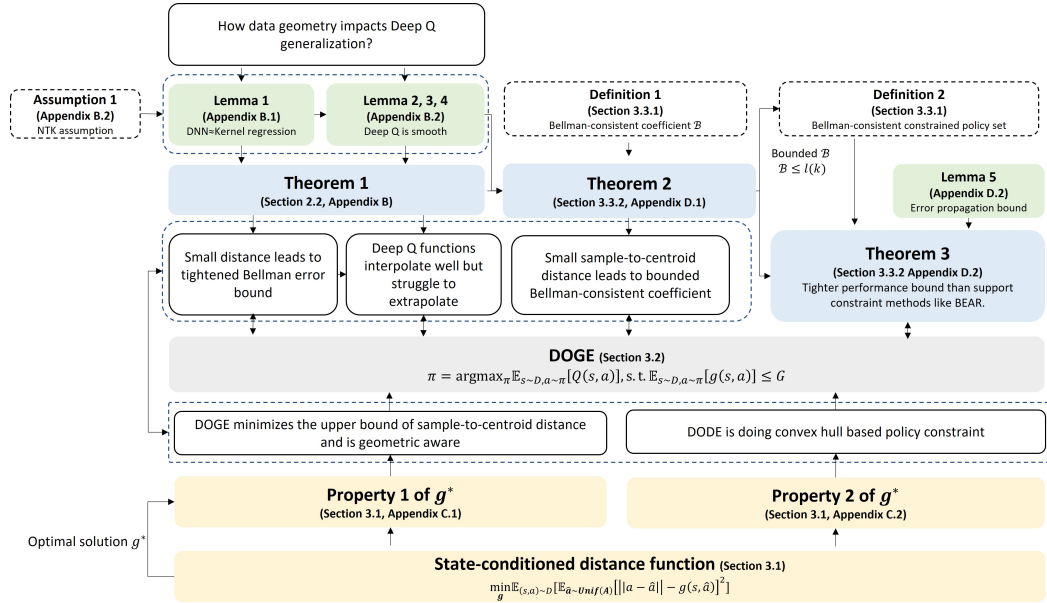 How data geometry impacts Deep Q
generalization?
Assumption 1
(Appendix B.2)
NTK assumption
Lemma 1
(Appendix B.1)
DNN≈Kernel regression
Lemma 2, 3, 4
(Appendix B.2)
Deep Q is smooth
Definition 1
(Section 3.3.1)
Bellman-consistent coefficient ℬ
Definition 2
(Section 3.3.1)
Bellman-consistent constrained policy set
Bounded ℬ
ℬ ≤ l(k)
Theorem 1
(Section 2.2, Appendix B)
Theorem 2
(Section 3.3.2, Appendix D.1)
Lemma 5
(Appendix D.2)
Error propagation bound
Small distance leads to
tightened Bellman error
bound
Deep Q functions
interpolate well but
struggle to
extrapolate
Small sample-to-centroid
distance leads to bounded
Bellman-consistent coefficient
Theorem 3
(Section 3.3.2 Appendix D.2)
Tighter performance bound than support
constraint methods like BEAR.
DOGE (Section 3.2)
π = argmax_π 𝔼_{s~D,a~π}[Q(s, a)], s. t. 𝔼_{s~D,a~π}[g(s, a)] ≤ G
DOGE minimizes the upper bound of sample-to-centroid distance
and is geometric aware
DODE is doing convex hull based policy constraint
Property 1 of g*
(Section 3.1, Appendix C.1)
Property 2 of g*
(Section 3.1, Appendix C.2)
Optimal solution g*
State-conditioned distance function (Section 3.1)
min_g 𝔼_{(s,a)~D}[𝔼_{â~Unif(A)}[||a − â|| − g(s, â)]²]